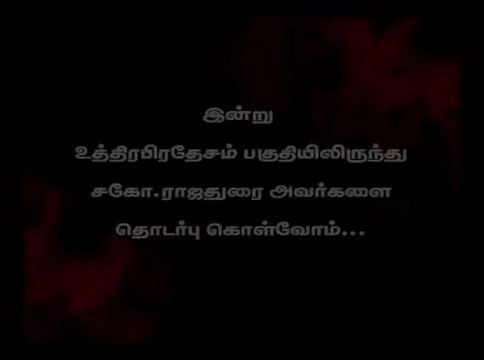 இன்று
உத்திரபிரதேசம் பகுதியிலிருந்து
சகோ.ராஜதுரை அவர்களை
தொடர்பு கொள்வோம்...